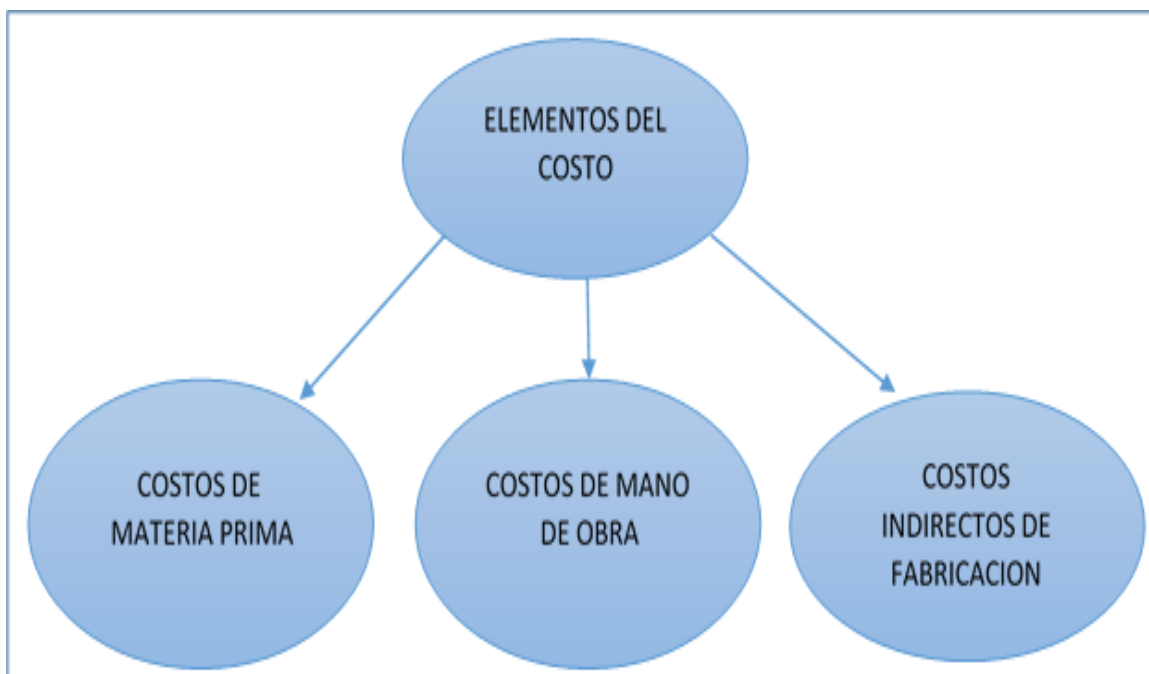 ELEMENTOS DEL
COSTO
COSTOS DE
MATERIA PRIMA
COSTOS DE MANO
DE OBRA
COSTOS
INDIRECTOS DE
FABRICACION